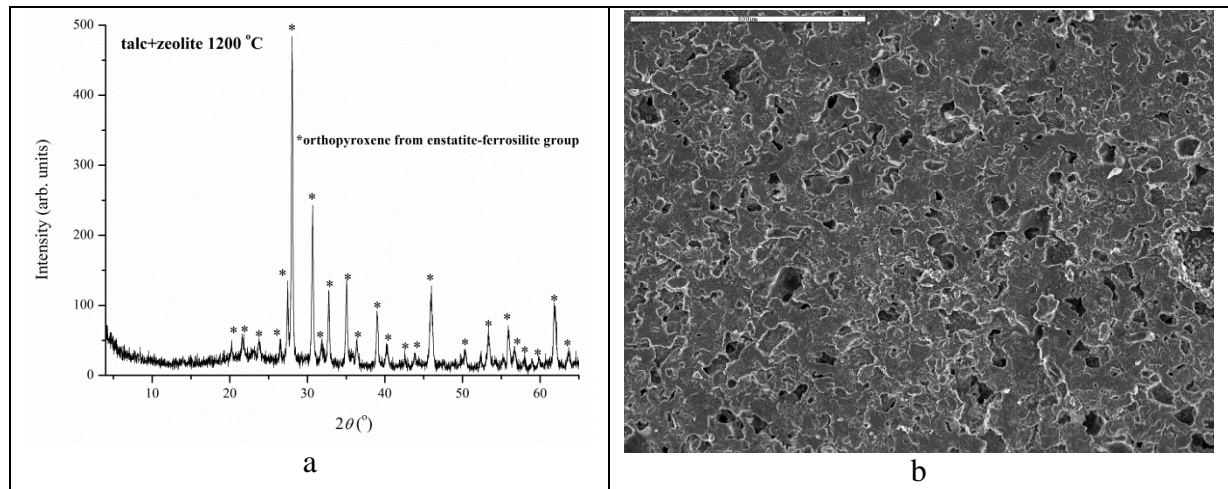 500
talc+zeolite 1200 °C
*
*orthopyroxene from enstatite-ferrosilite group
400
300
200
100
0
Intensity (arb. units)
10 20 30 40 50 60
2θ (°)
a
600µm
b